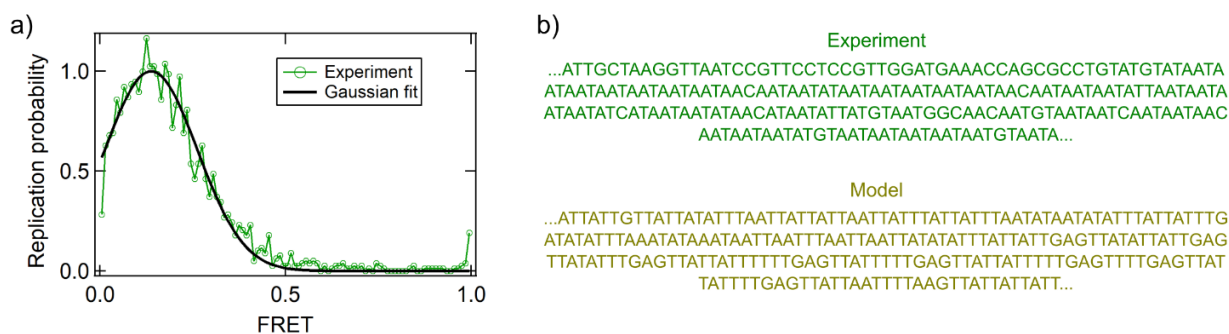 a)
Replication probability
1.0
0.5
0.0
0.0
0.5
1.0
FRET
Experiment
Gaussian fit
b)
Experiment
...ATTGCTAAGGTTAATCCGTTCCTCCGTTGGATGAAACCAGCGCCTGTATGTATAATA
ATAATAATAATAATAATAACAATAATATAATAATAATAATAATAACAATAATAATATTAATAATA
ATAATATCATAATAATATAACATAATATTATGTAATGGCAACAATGTAATAATCAATAATAAC
AATAATAATATGTAATAATAATAATAATGTAATA...
Model
...ATTATTGTTATTATATTTAATTATTATTAATTATTTATTATTTAATATAATATATTTATTATTTG
ATATATTTAAATATAAATAATTAATTTAATTAATTATATATTTATTATTGAGTTATATTATTGAG
TTATATTTGAGTTATTATTTTTTGAGTTATTTTTGAGTTATTATTTTTGAGTTTTGAGTTAT
TATTTTGAGTTATTAATTTTAAGTTATTATTATT...